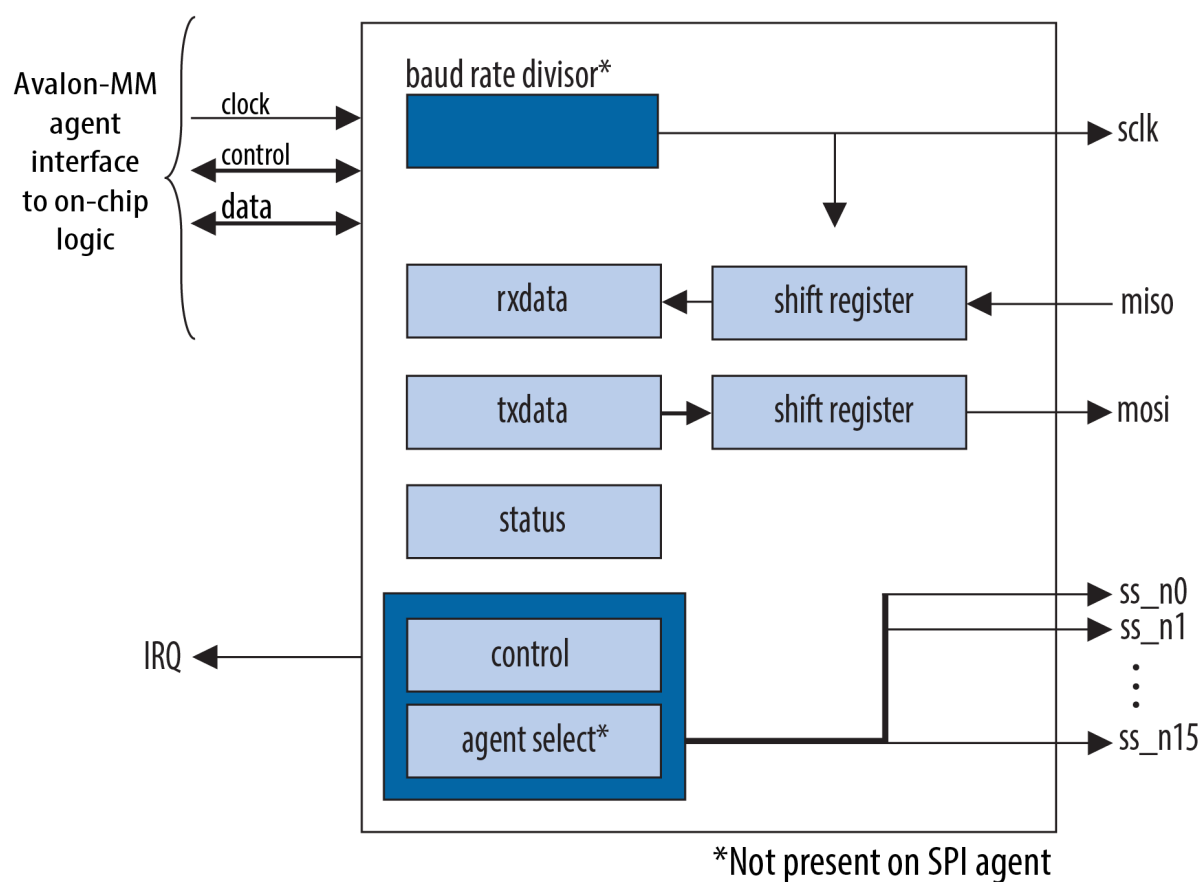 Avalon-MM
agent
interface
to on-chip
logic
clock
control
data
baud rate divisor*
sclk
rxdata
shift register
miso
txdata
shift register
mosi
status
control
agent select*
IRQ
ss_n0
ss_n1
ss_n15
*Not present on SPI agent